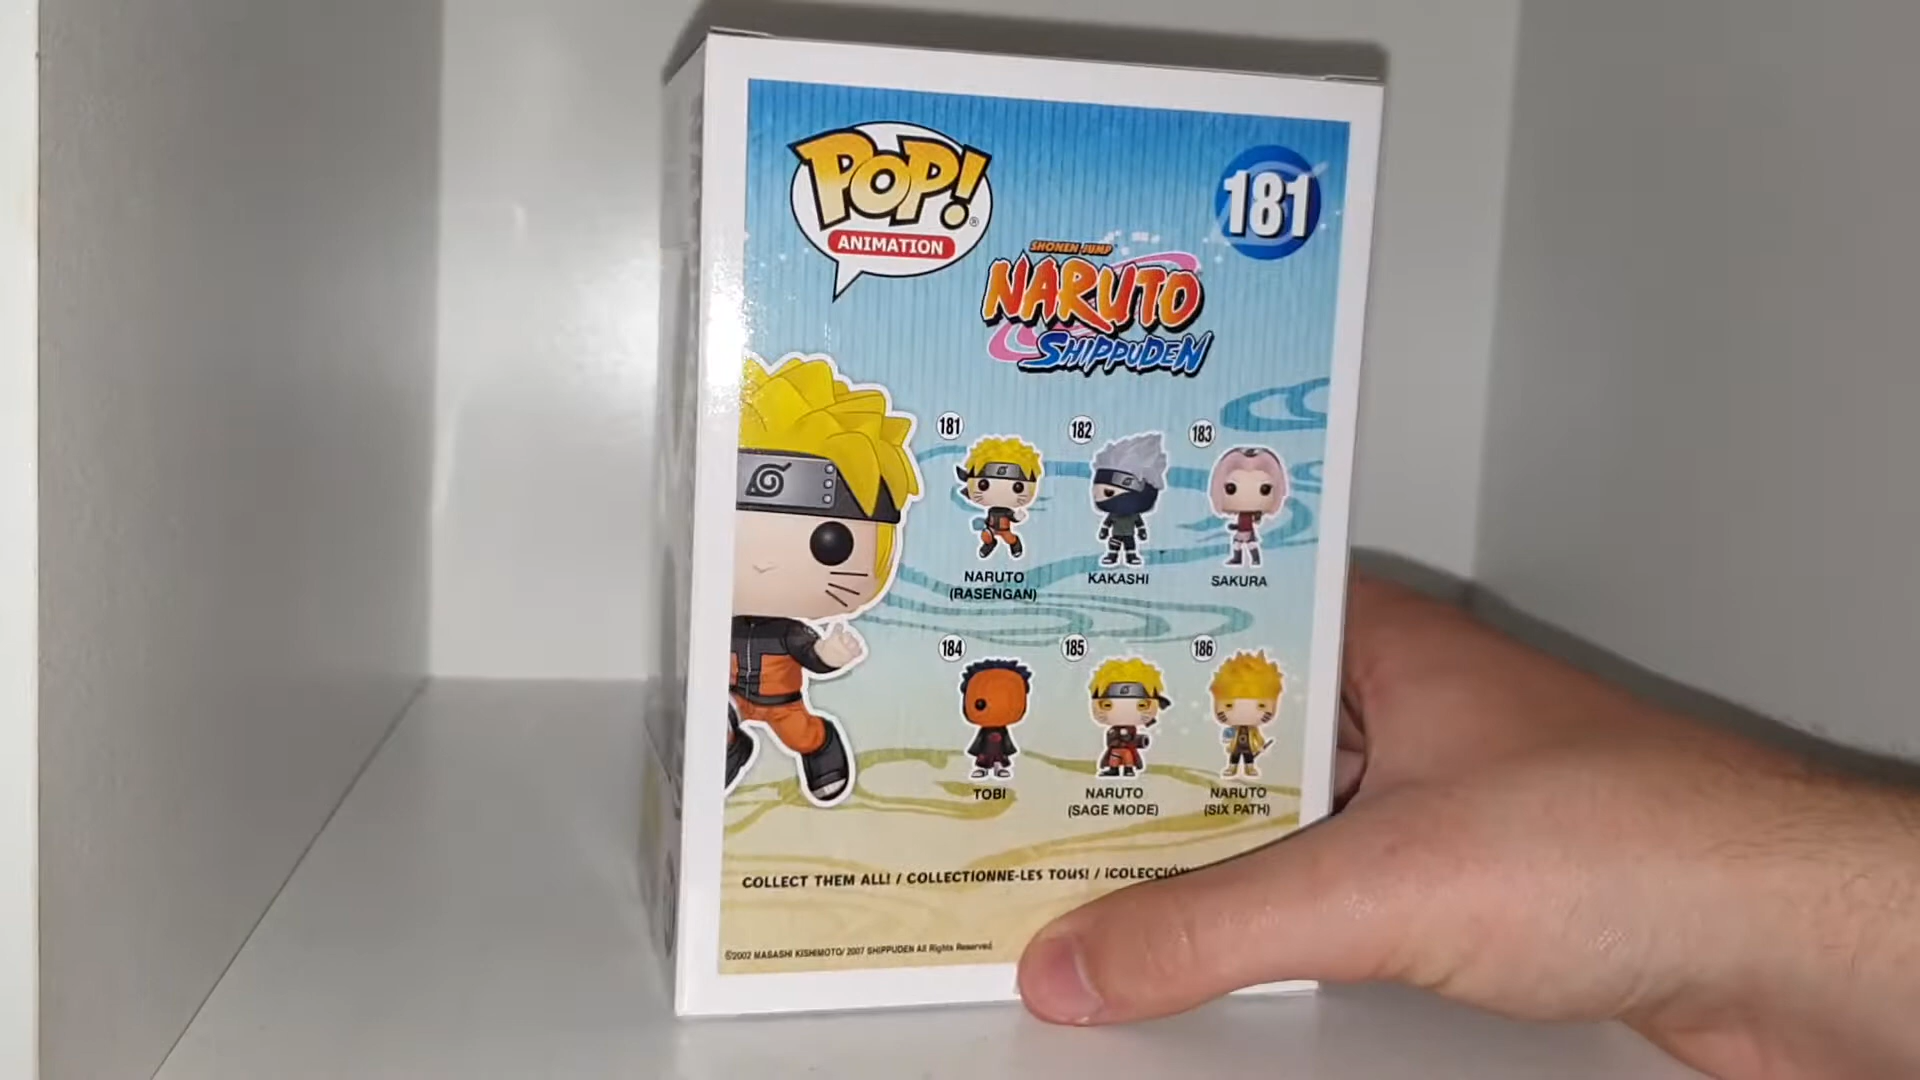 POP!
ANIMATION
181
SHONEN JUMP
NARUTO
SHIPPUDEN
181
182
183
NARUTO
(RASENGAN)
KAKASHI
SAKURA
184
185
186
TOBI
NARUTO
(SAGE MODE)
NARUTO
(SIX PATH)
COLLECT THEM ALL! / COLLECTIONNE-LES TOUS! / ¡COLECCIÓN
©2002 MASASHI KISHIMOTO/ 2007 SHIPPUDEN All Rights Reserved